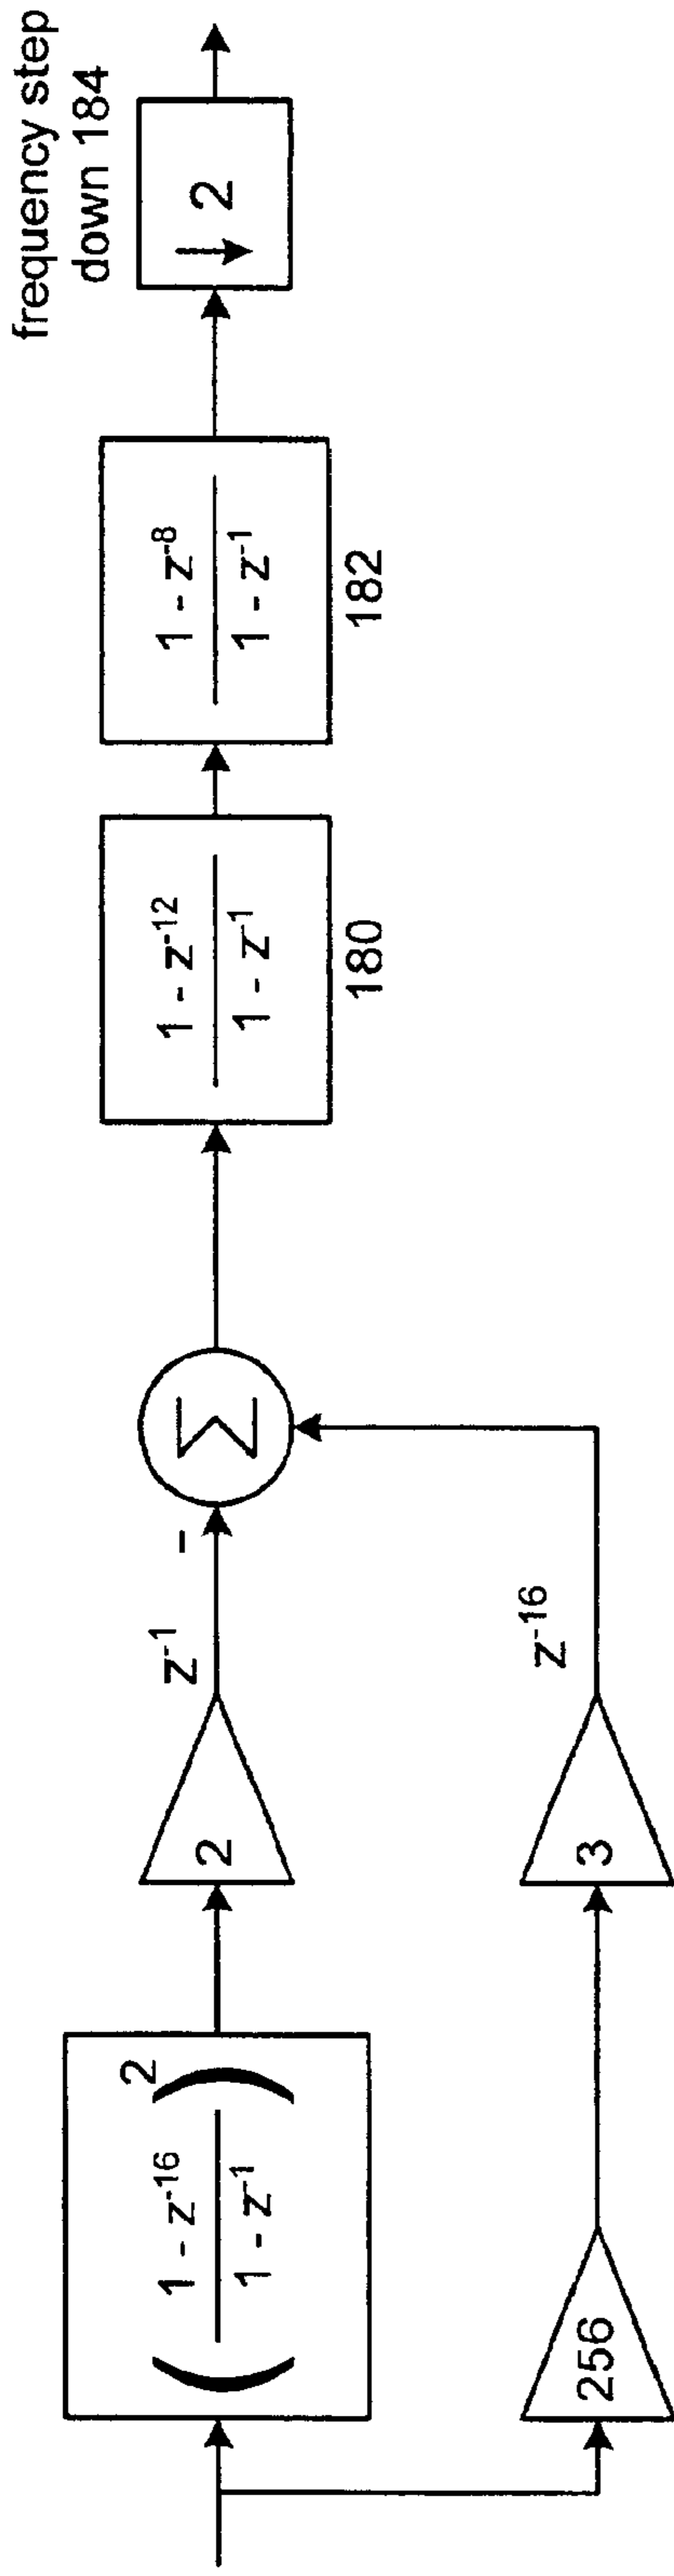 ( 1 - z⁻¹⁶ / 1 - z⁻¹ ) 2
2
z⁻¹
-
Σ
1 - z⁻¹²
1 - z⁻¹
180
1 - z⁻⁸
1 - z⁻¹
182
frequency step
down 184
↓ 2
256
3
z⁻¹⁶